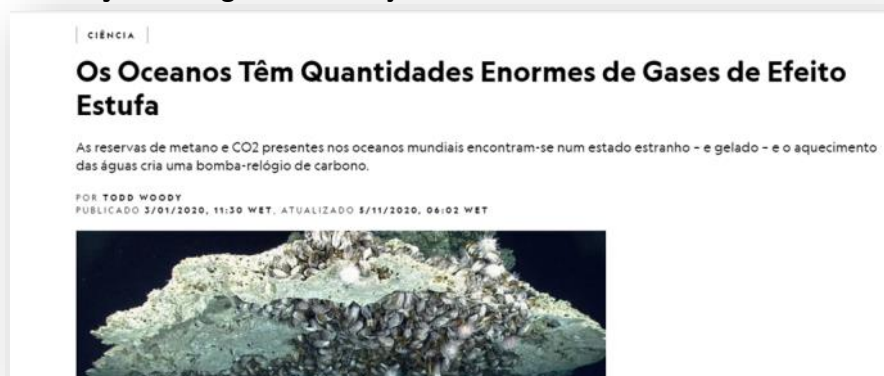 CIÊNCIA
Os Oceanos Têm Quantidades Enormes de Gases de Efeito
Estufa
As reservas de metano e CO2 presentes nos oceanos mundiais encontram-se num estado estranho – e gelado – e o aquecimento
das águas cria uma bomba-relógio de carbono.
POR TODD WOODY
PUBLICADO 3/01/2020, 11:30 WET, ATUALIZADO 5/11/2020, 06:02 WET